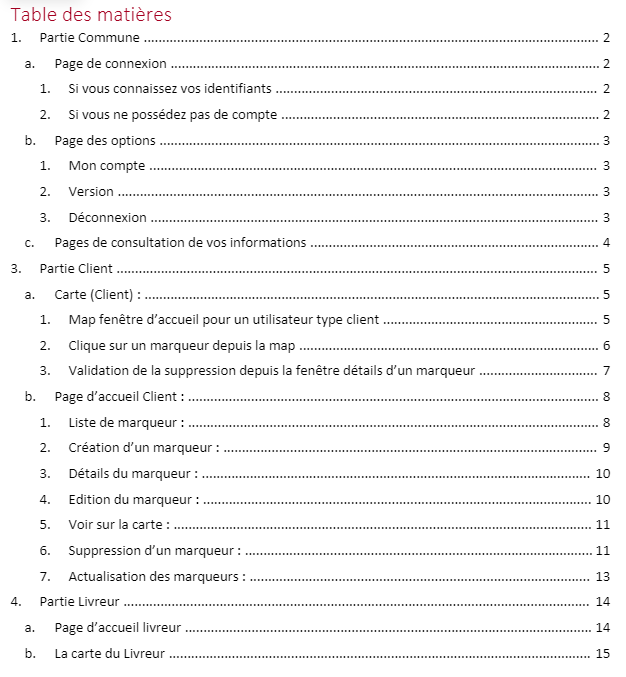 Table des matières
1. Partie Commune ........ 2
a. Page de connexion ........ 2
1. Si vous connaissez vos identifiants ........ 2
2. Si vous ne possédez pas de compte ........ 2
b. Page des options ........ 3
1. Mon compte ........ 3
2. Version ........ 3
3. Déconnexion ........ 3
c. Pages de consultation de vos informations ........ 4
3. Partie Client ........ 5
a. Carte (Client) : ........ 5
1. Map fenêtre d’accueil pour un utilisateur type client ........ 5
2. Clique sur un marqueur depuis la map ........ 6
3. Validation de la suppression depuis la fenêtre détails d’un marqueur ........ 7
b. Page d’accueil Client : ........ 8
1. Liste de marqueur : ........ 8
2. Création d’un marqueur : ........ 9
3. Détails du marqueur : ........ 10
4. Edition du marqueur : ........ 10
5. Voir sur la carte : ........ 11
6. Suppression d’un marqueur : ........ 11
7. Actualisation des marqueurs : ........ 13
4. Partie Livreur ........ 14
a. Page d’accueil livreur ........ 14
b. La carte du Livreur ........ 15